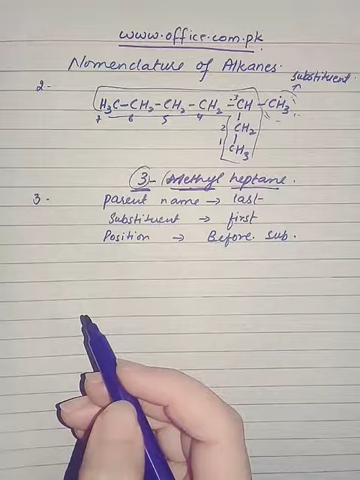 www.office.com.pk
Nomenclature of Alkanes.
substituent
2-
H3C-CH2-CH2-CH2-CH-CH3
7 6 5 4 3
2 CH2
1 CH3
3-Methyl heptane.
3- parent name → last
Substituent → first
Position → Before sub.